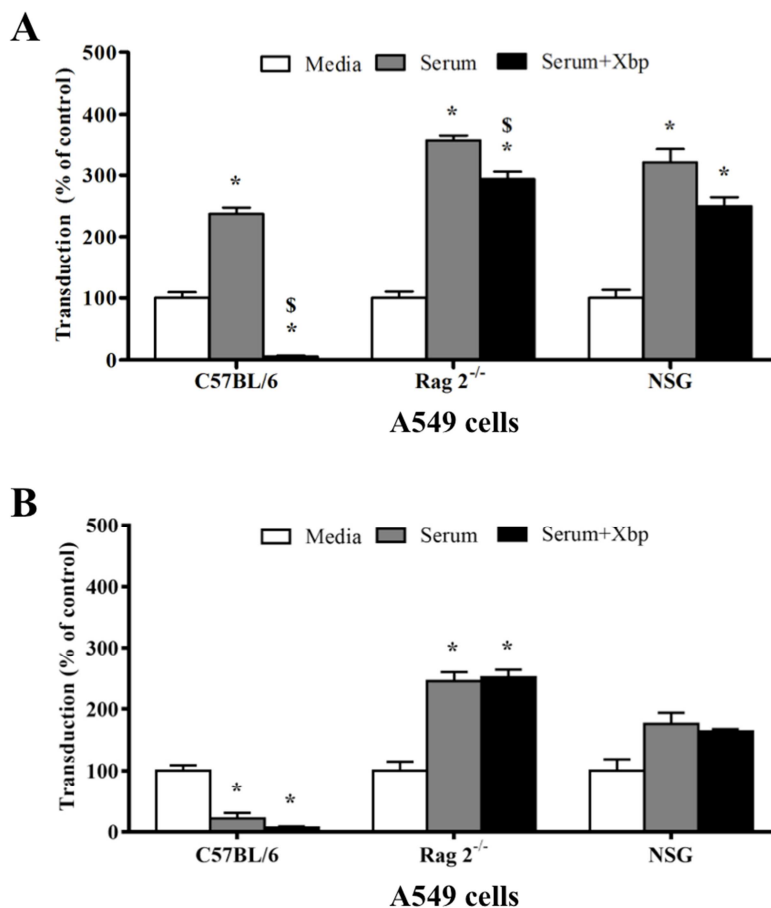 A
500
400
300
200
100
0
Transduction (% of control)
Media Serum Serum+Xbp
* $ * * $ * * *
C57BL/6 Rag 2-/- NSG
A549 cells
B
500
400
300
200
100
0
Transduction (% of control)
Media Serum Serum+Xbp
* * * *
C57BL/6 Rag 2-/- NSG
A549 cells